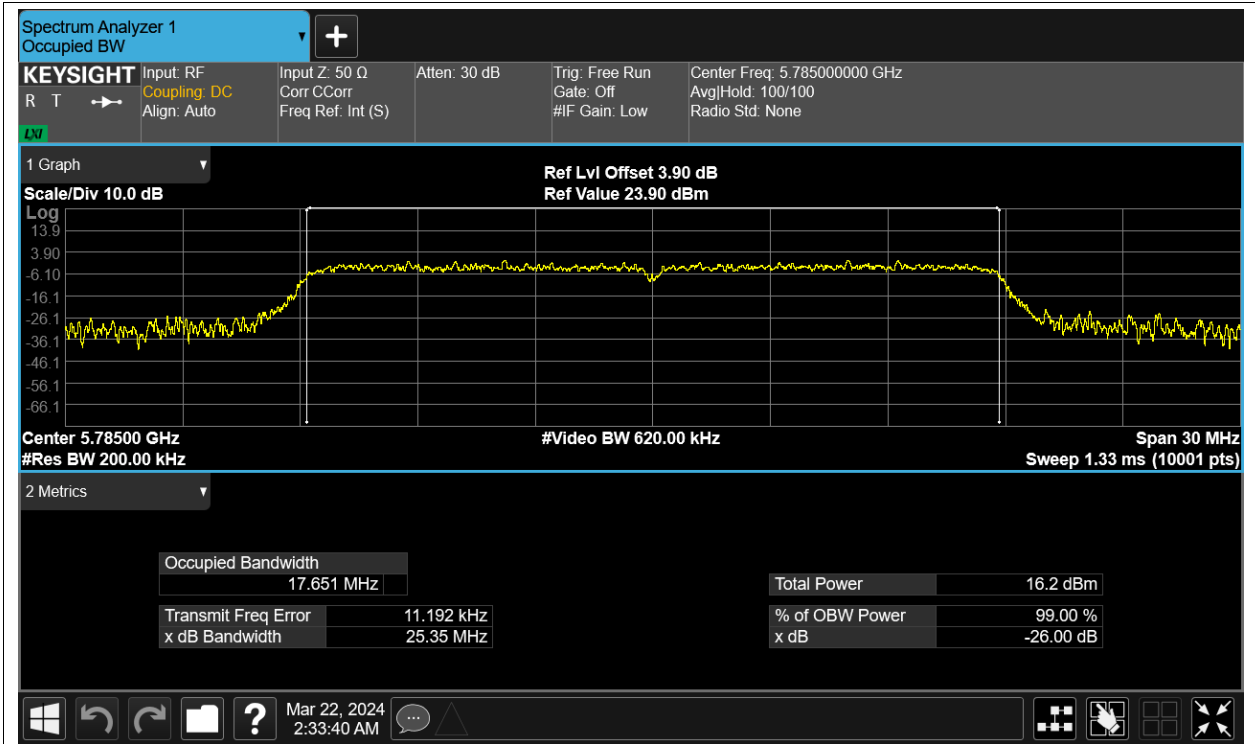 Spectrum Analyzer 1
Occupied BW
KEYSIGHT
R T
LXI
Input: RF
Coupling: DC
Align: Auto
Input Z: 50 Ω
Corr CCorr
Freq Ref: Int (S)
Atten: 30 dB
Trig: Free Run
Gate: Off
#IF Gain: Low
Center Freq: 5.785000000 GHz
Avg|Hold: 100/100
Radio Std: None
1 Graph
Scale/Div 10.0 dB
Ref Lvl Offset 3.90 dB
Ref Value 23.90 dBm
Log
13.9
3.90
-6.10
-16.1
-26.1
-36.1
-46.1
-56.1
-66.1
Center 5.78500 GHz
#Res BW 200.00 kHz
#Video BW 620.00 kHz
Span 30 MHz
Sweep 1.33 ms (10001 pts)
2 Metrics
Occupied Bandwidth
17.651 MHz
Transmit Freq Error 11.192 kHz
x dB Bandwidth 25.35 MHz
Total Power 16.2 dBm
% of OBW Power 99.00 %
x dB -26.00 dB
?
Mar 22, 2024
2:33:40 AM